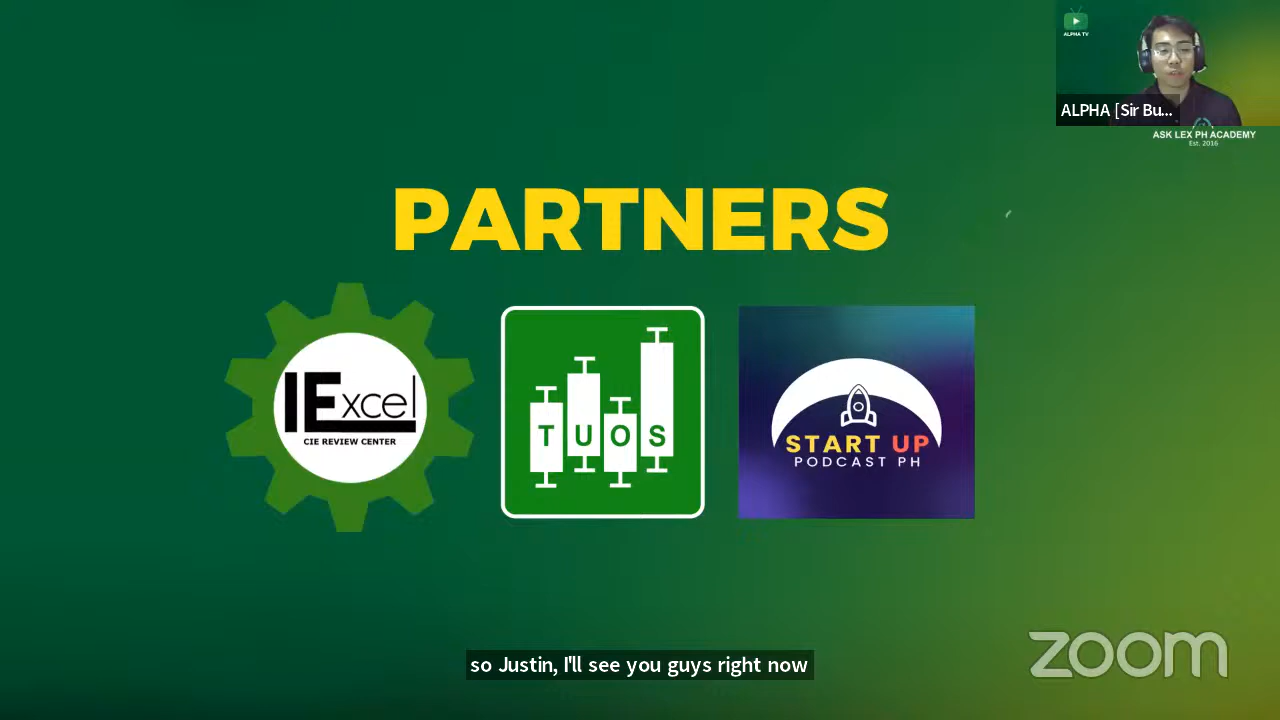 ALPHA TV
ALPHA [Sir Bu...
ASK LEX PH ACADEMY
Est. 2016
PARTNERS
IExcel
CIE REVIEW CENTER
TUOS
START UP
PODCAST PH
so Justin, I'll see you guys right now
zoom